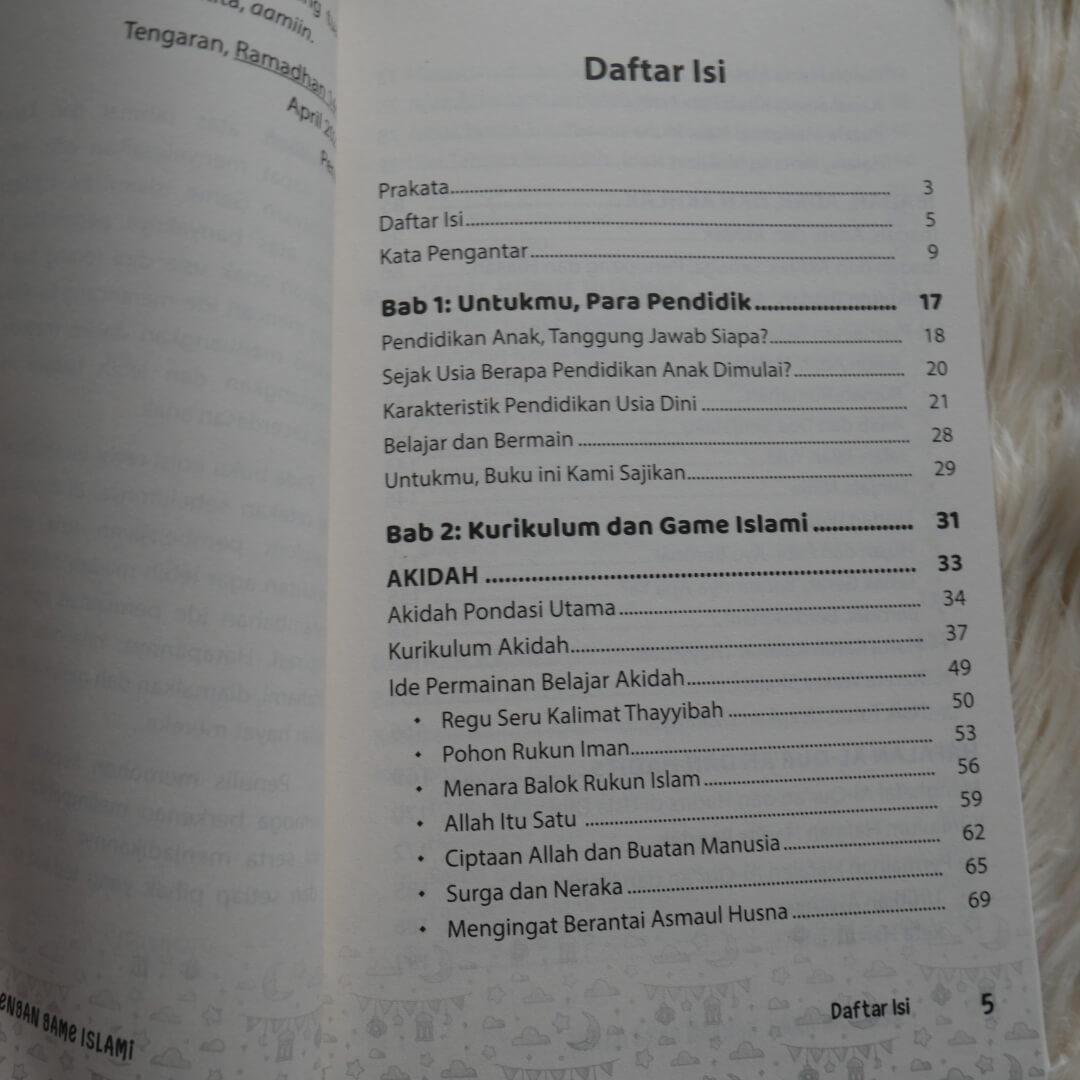 aamiin.
Tengaran, Ramadhan
April
Daftar Isi
Prakata........ 3
Daftar Isi........ 5
Kata Pengantar........ 9
Bab 1: Untukmu, Para Pendidik........ 17
Pendidikan Anak, Tanggung Jawab Siapa?........ 18
Sejak Usia Berapa Pendidikan Anak Dimulai?........ 20
Karakteristik Pendidikan Usia Dini ........ 21
Belajar dan Bermain ........ 28
Untukmu, Buku ini Kami Sajikan........ 29
Bab 2: Kurikulum dan Game Islami ........ 31
AKIDAH ........ 33
Akidah Pondasi Utama ........ 34
Kurikulum Akidah........ 37
Ide Permainan Belajar Akidah........ 49
• Regu Seru Kalimat Thayyibah ........ 50
• Pohon Rukun Iman........ 53
• Menara Balok Rukun Islam ........ 56
• Allah Itu Satu ........ 59
• Ciptaan Allah dan Buatan Manusia ........ 62
• Surga dan Neraka ........ 65
• Mengingat Berantai Asmaul Husna ........ 69
GAME ISLAMI
Daftar Isi 5